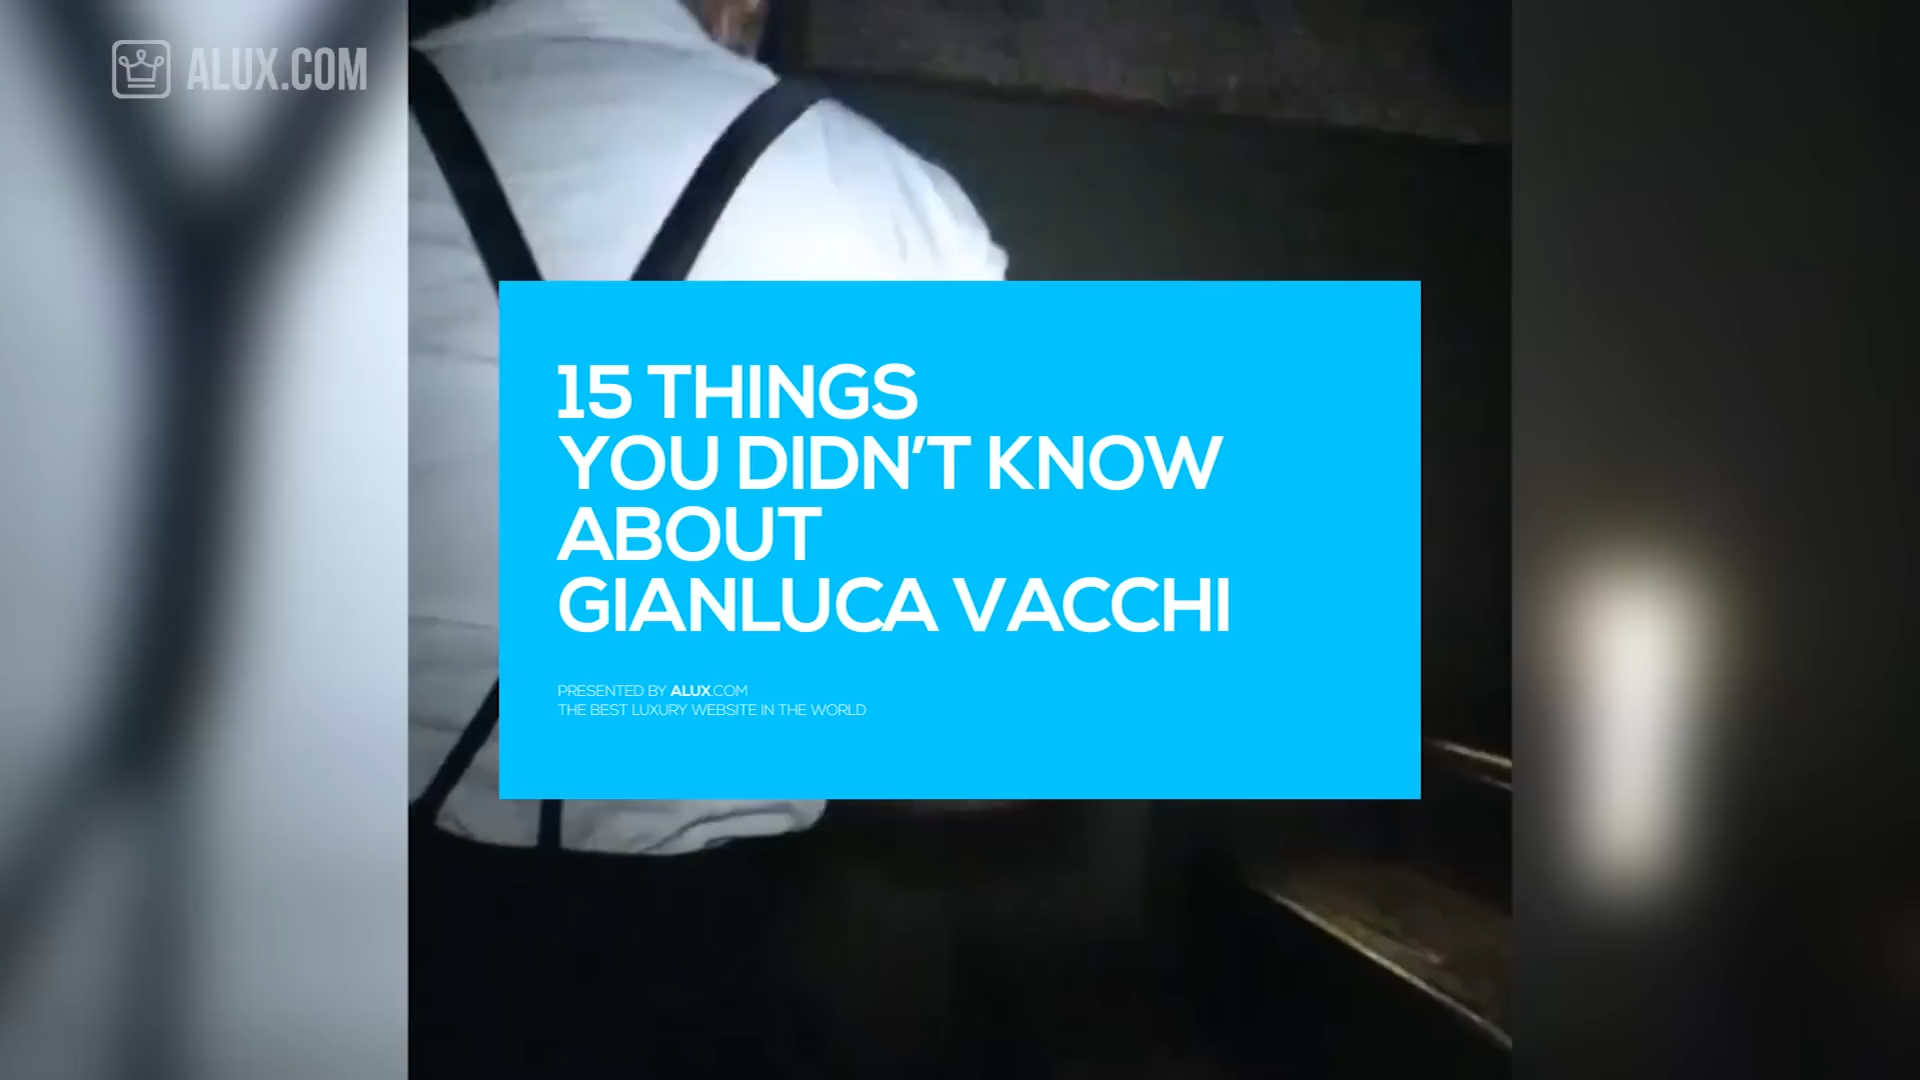 ALUX.COM
15 THINGS
YOU DIDN'T KNOW
ABOUT
GIANLUCA VACCHI
PRESENTED BY ALUX.COM
THE BEST LUXURY WEBSITE IN THE WORLD